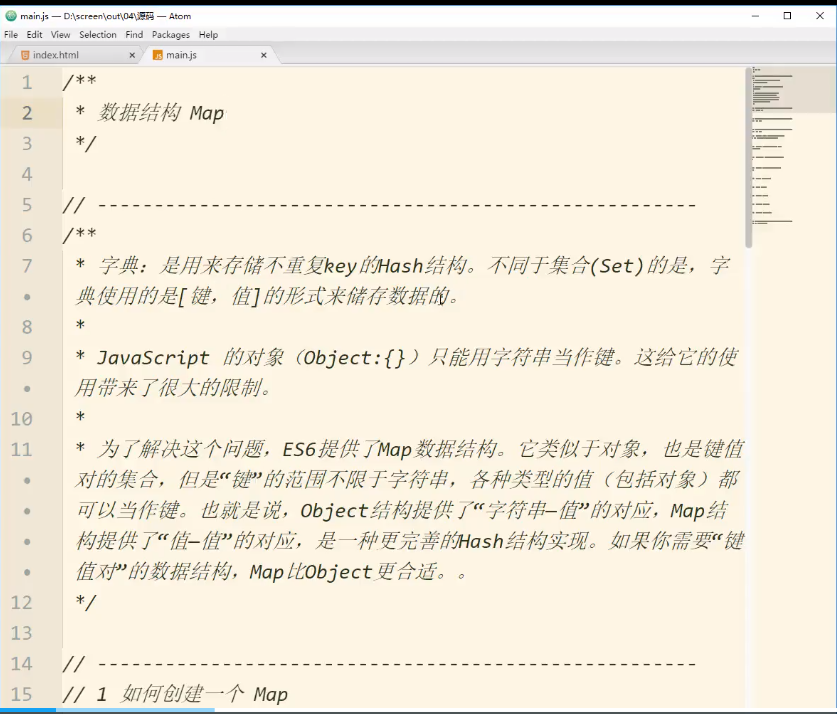 main.js — D:\screen\out\04\源码 — Atom
File Edit View Selection Find Packages Help
index.html × main.js ×
1 /**
2 * 数据结构 Map
3 */
4
5 // -----------------------------------------------------
6 /**
7 * 字典：是用来存储不重复key的Hash结构。不同于集合(Set)的是，字
• 典使用的是[键，值]的形式来储存数据的。
8 *
9 * JavaScript 的对象（Object:{}）只能用字符串当作键。这给它的使
• 用带来了很大的限制。
10 *
11 * 为了解决这个问题，ES6提供了Map数据结构。它类似于对象，也是键值
• 对的集合，但是“键”的范围不限于字符串，各种类型的值（包括对象）都
• 可以当作键。也就是说，Object结构提供了“字符串—值”的对应，Map结
• 构提供了“值—值”的对应，是一种更完善的Hash结构实现。如果你需要“键
• 值对”的数据结构，Map比Object更合适。。
12 */
13
14 // -----------------------------------------------------
15 // 1 如何创建一个 Map